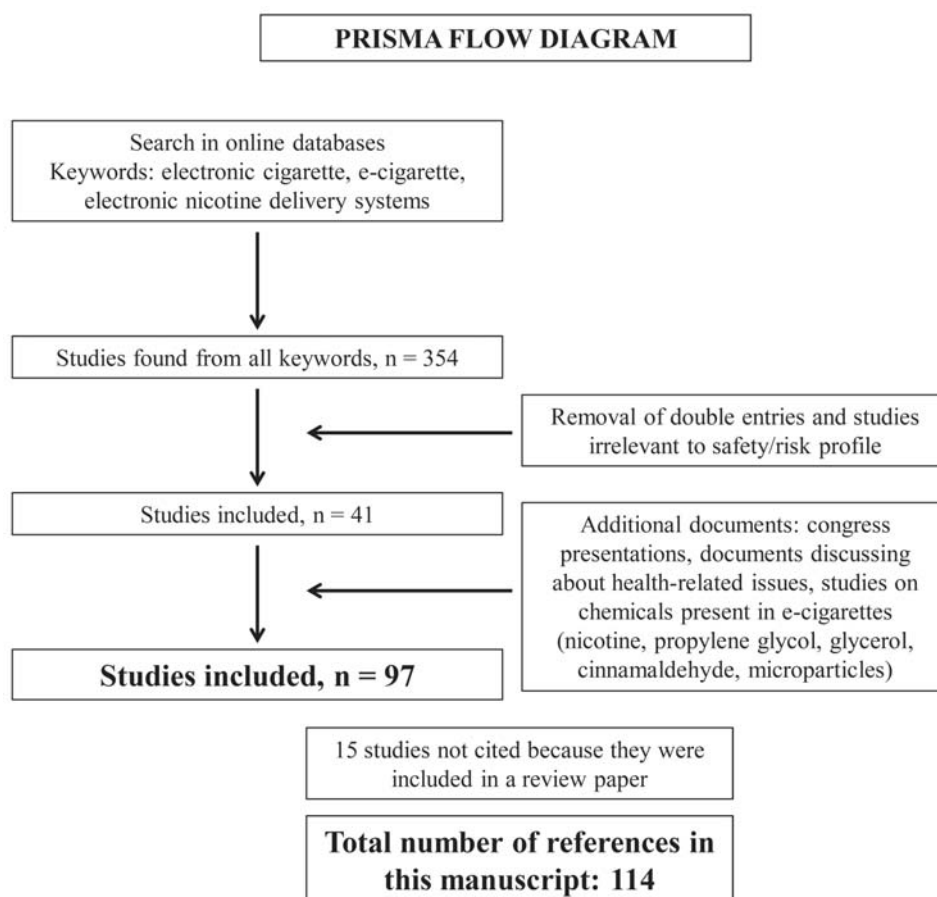 PRISMA FLOW DIAGRAM
Search in online databases
Keywords: electronic cigarette, e-cigarette,
electronic nicotine delivery systems
Studies found from all keywords, n = 354
Removal of double entries and studies
irrelevant to safety/risk profile
Studies included, n = 41
Additional documents: congress
presentations, documents discussing
about health-related issues, studies on
chemicals present in e-cigarettes
(nicotine, propylene glycol, glycerol,
cinnamaldehyde, microparticles)
Studies included, n = 97
15 studies not cited because they were
included in a review paper
Total number of references in
this manuscript: 114